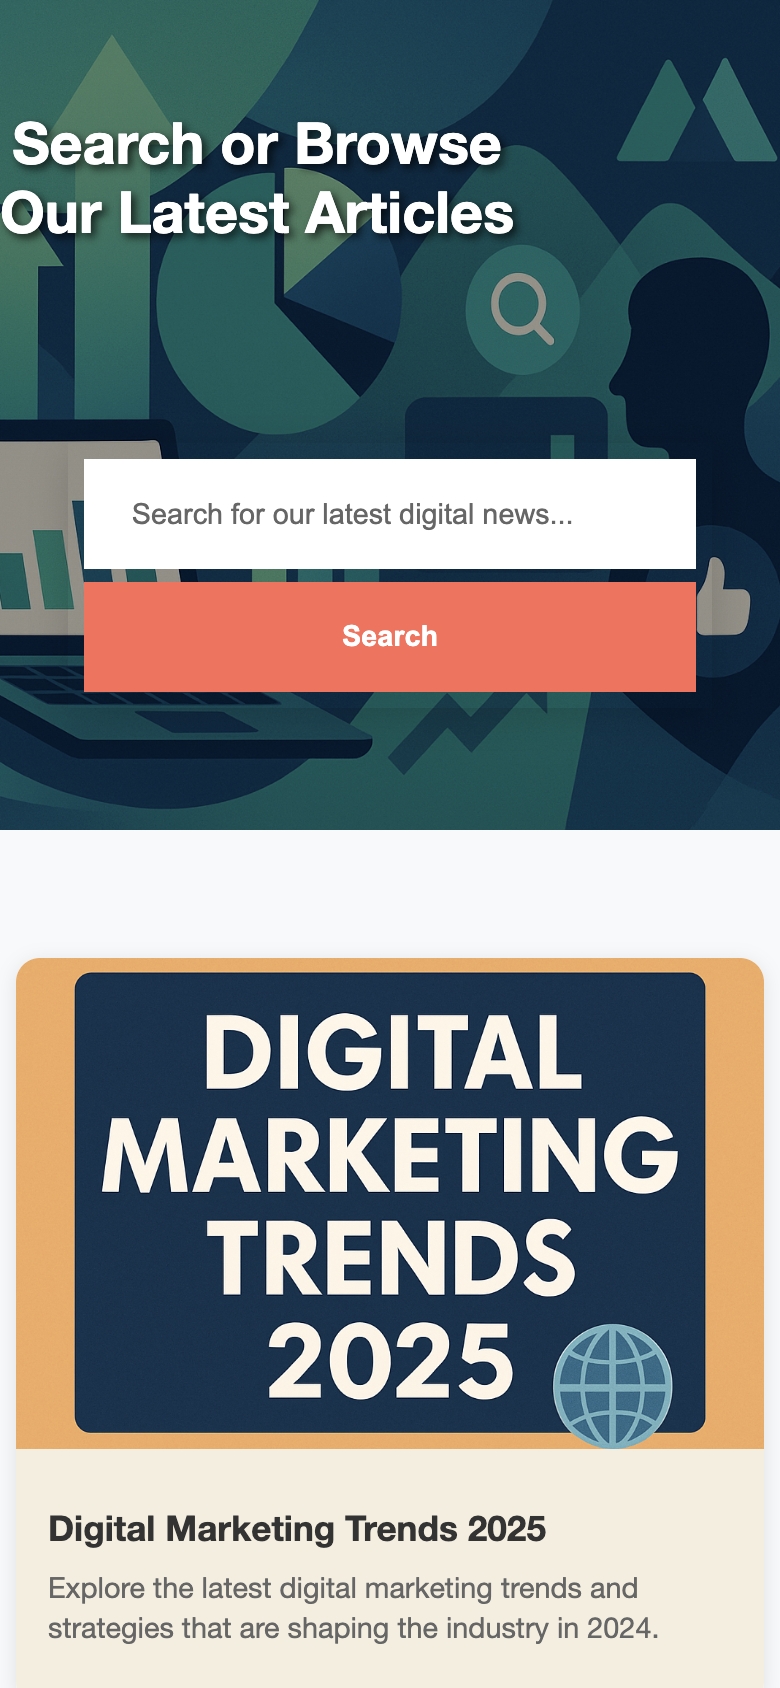 Search or Browse
Our Latest Articles
Search for our latest digital news...
Search
DIGITAL
MARKETING
TRENDS
2025
Digital Marketing Trends 2025
Explore the latest digital marketing trends and
strategies that are shaping the industry in 2024.